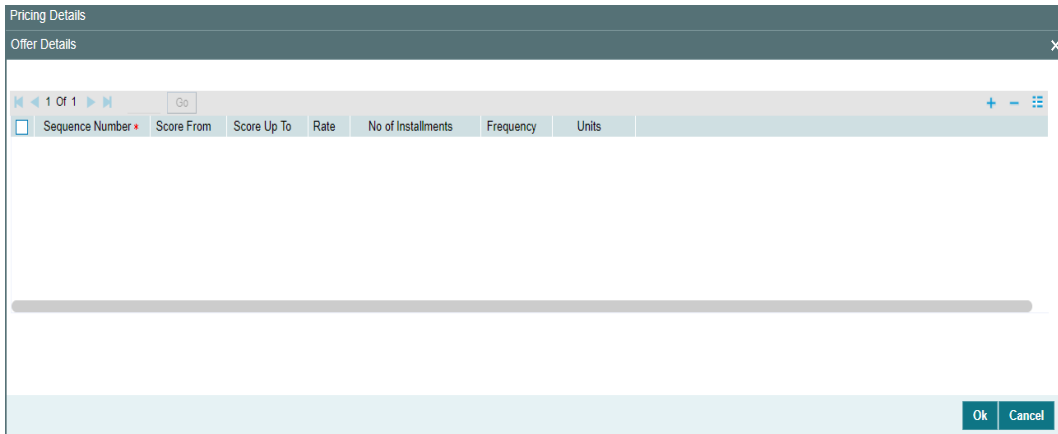 Pricing Details
Offer Details
1 Of 1 Go
Sequence Number * Score From Score Up To Rate No of Installments Frequency Units
Ok Cancel